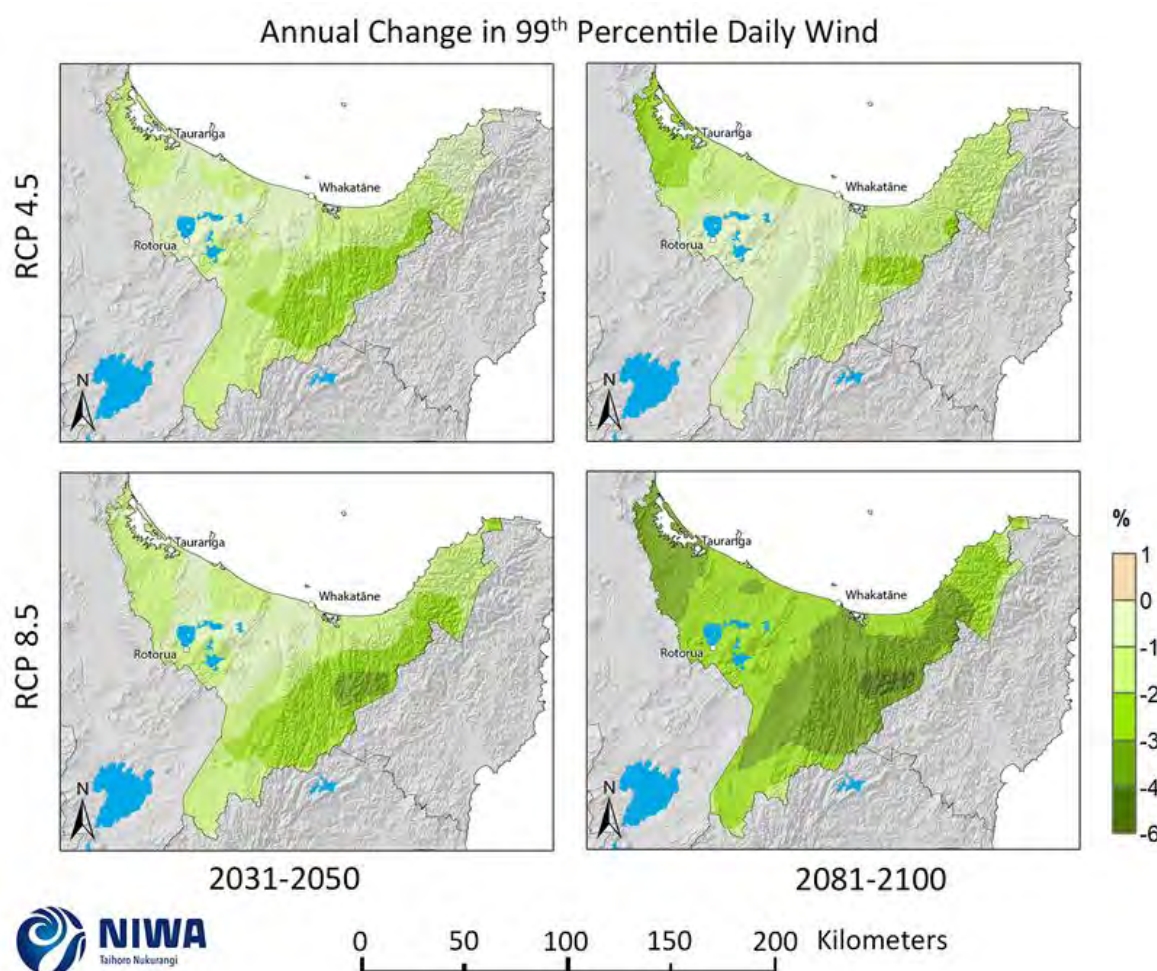 Annual Change in 99th Percentile Daily Wind
RCP 4.5
Tauranga
Whakatāne
Rotorua
N
Tauranga
Whakatāne
Rotorua
N
RCP 8.5
Tauranga
Whakatāne
Rotorua
N
Tauranga
Whakatāne
Rotorua
N
%
1
0
-1
-2
-3
-4
-6
2031-2050
2081-2100
NIWA
Taihoro Nukurangi
0 50 100 150 200 Kilometers